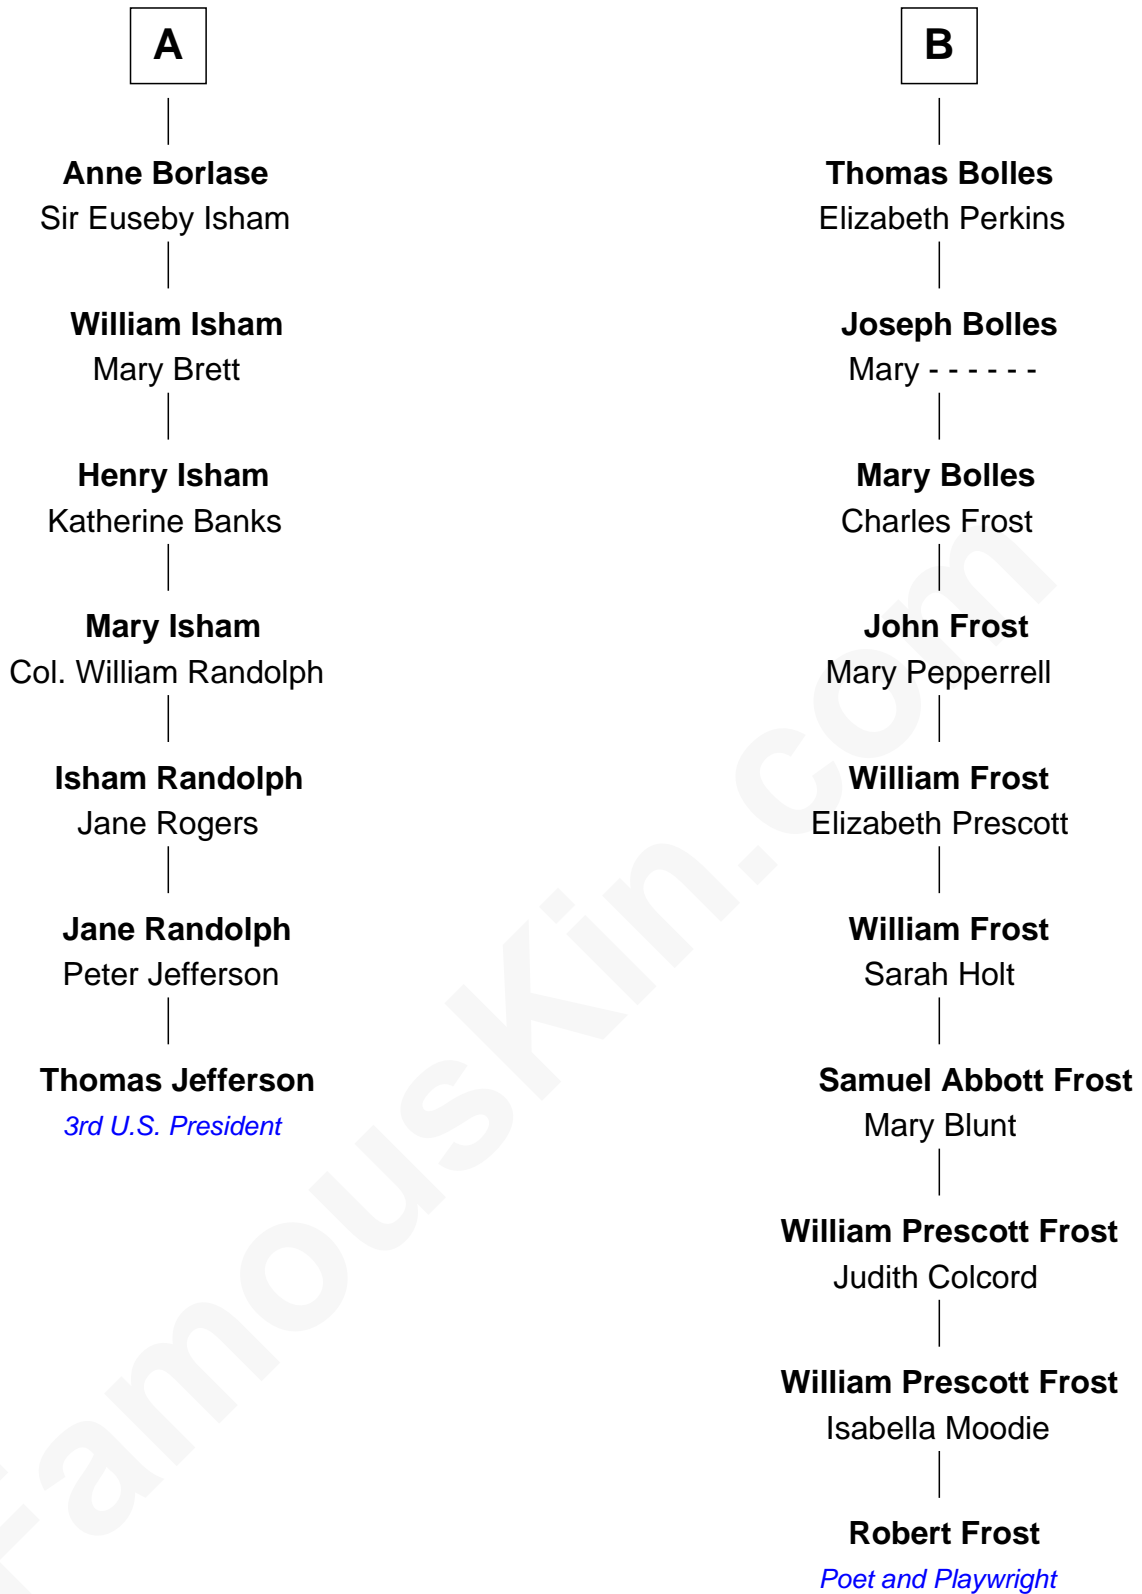 A
Anne Borlase
Sir Euseby Isham
William Isham
Mary Brett
Henry Isham
Katherine Banks
Mary Isham
Col. William Randolph
Isham Randolph
Jane Rogers
Jane Randolph
Peter Jefferson
Thomas Jefferson
3rd U.S. President
B
Thomas Bolles
Elizabeth Perkins
Joseph Bolles
Mary - - - - - -
Mary Bolles
Charles Frost
John Frost
Mary Pepperrell
William Frost
Elizabeth Prescott
William Frost
Sarah Holt
Samuel Abbott Frost
Mary Blunt
William Prescott Frost
Judith Colcord
William Prescott Frost
Isabella Moodie
Robert Frost
Poet and Playwright
FamousKin.com